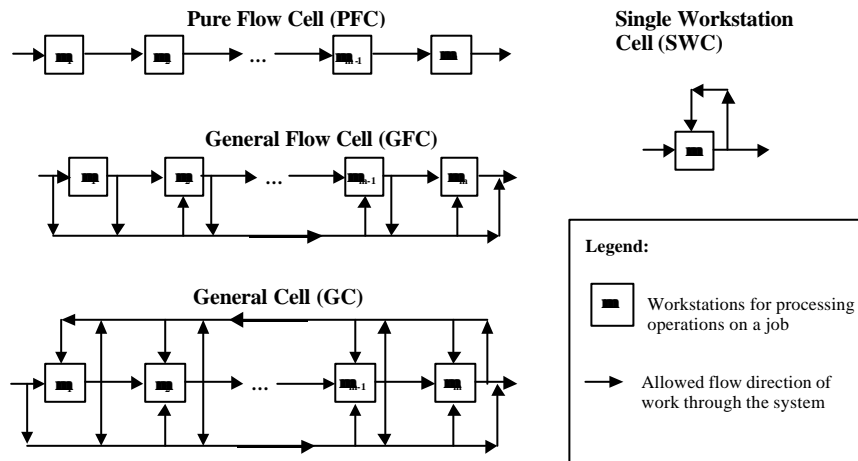 Pure Flow Cell (PFC)
...
Single Workstation
Cell (SWC)
General Flow Cell (GFC)
...
General Cell (GC)
...
Legend:
Workstations for processing
operations on a job
Allowed flow direction of
work through the system